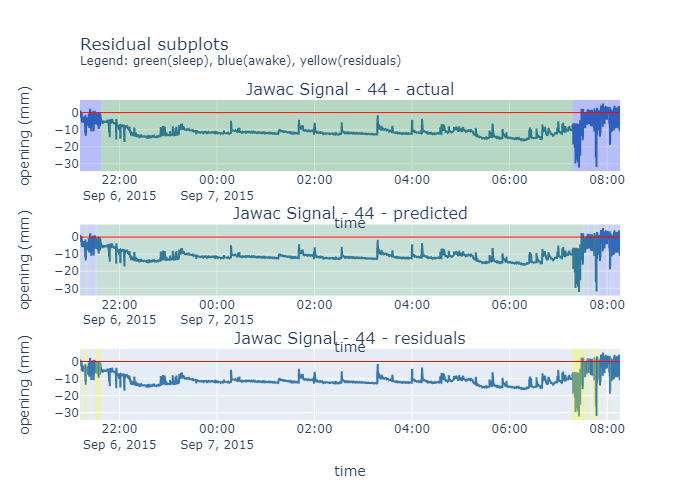 Residual subplots
Legend: green(sleep), blue(awake), yellow(residuals)
Jawac Signal - 44 - actual
opening (mm)
0
−10
−20
−30
22:00 00:00 02:00 04:00 06:00 08:00
Sep 6, 2015 Sep 7, 2015
time
Jawac Signal - 44 - predicted
opening (mm)
0
−10
−20
−30
22:00 00:00 02:00 04:00 06:00 08:00
Sep 6, 2015 Sep 7, 2015
time
Jawac Signal - 44 - residuals
opening (mm)
0
−10
−20
−30
22:00 00:00 02:00 04:00 06:00 08:00
Sep 6, 2015 Sep 7, 2015
time